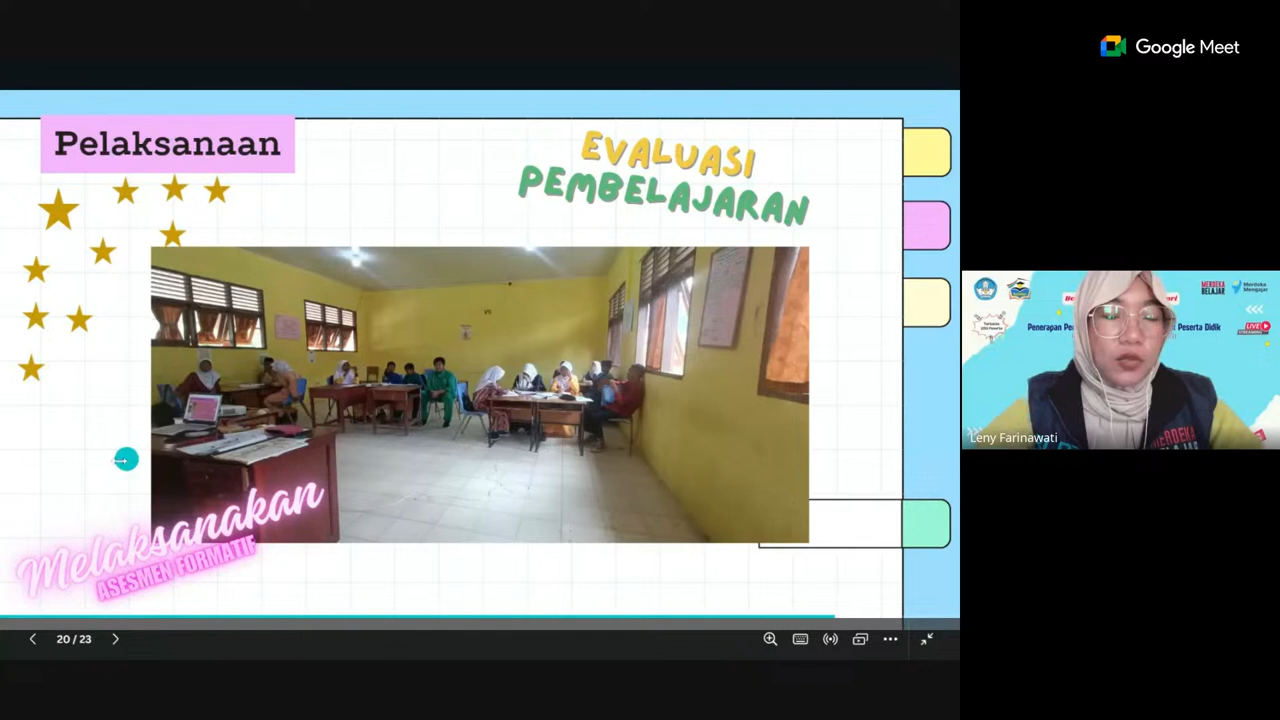 Google Meet
Pelaksanaan
EVALUASI
PEMBELAJARAN
Melaksanakan
ASESMEN FORMATIF
20 / 23
MERDEKA
BELAJAR
Merdeka
Mengajar
Penerapan
Peserta Didik
LIVE
Leny Farinawati